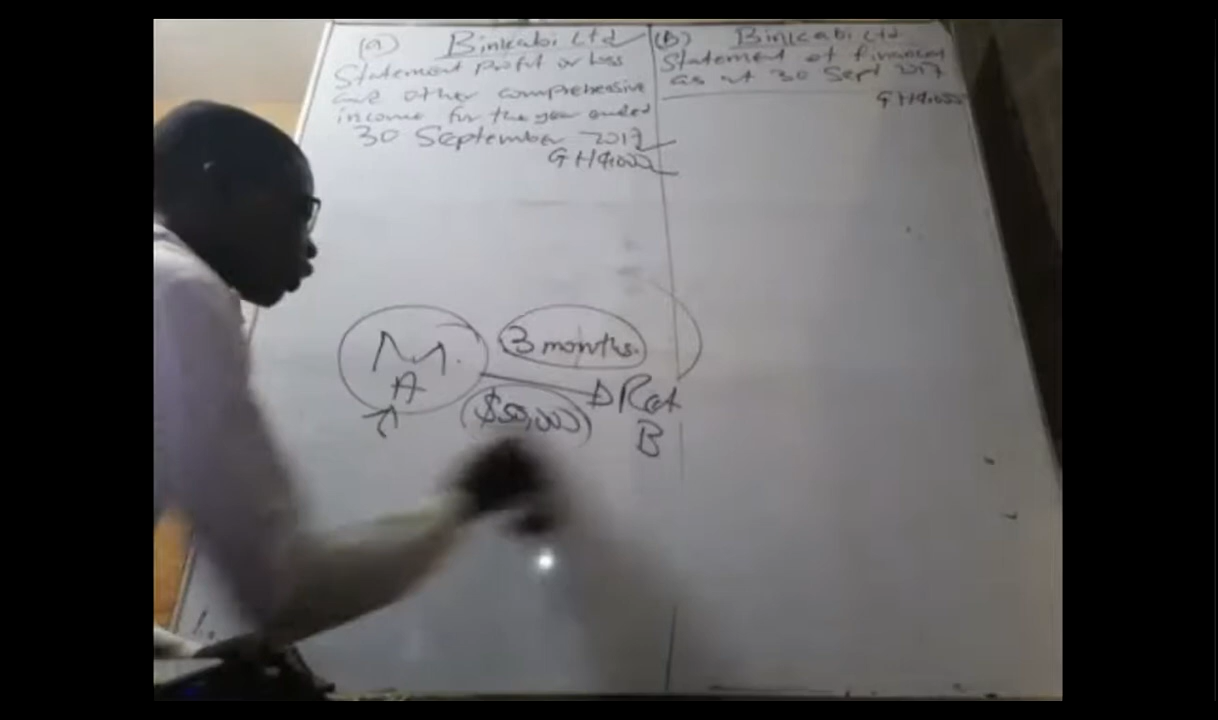 (a) Binkabi Ltd
Statement Profit or loss
and other comprehensive
income for the year ended
30 September 2017
GH¢'000
(b) Binkabi Ltd
Statement of financial
as at 30 Sept 2017
GH¢'000
M.
A
3 months.
($50,000)
Ret
B